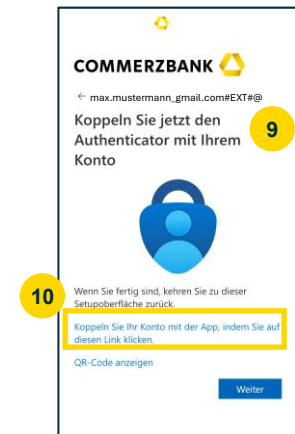 COMMERZBANK
← max.mustermann_gmail.com#EXT#@
Koppeln Sie jetzt den
Authenticator mit Ihrem
Konto
9
10
Wenn Sie fertig sind, kehren Sie zu dieser
Setupoberfläche zurück.
Koppeln Sie Ihr Konto mit der App, indem Sie auf
diesen Link klicken.
QR-Code anzeigen
Weiter